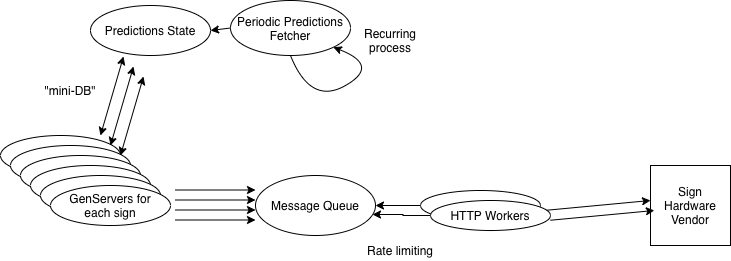 Predictions State
Periodic Predictions
Fetcher
Recurring
process
"mini-DB"
GenServers for
each sign
Message Queue
HTTP Workers
Sign
Hardware
Vendor
Rate limiting